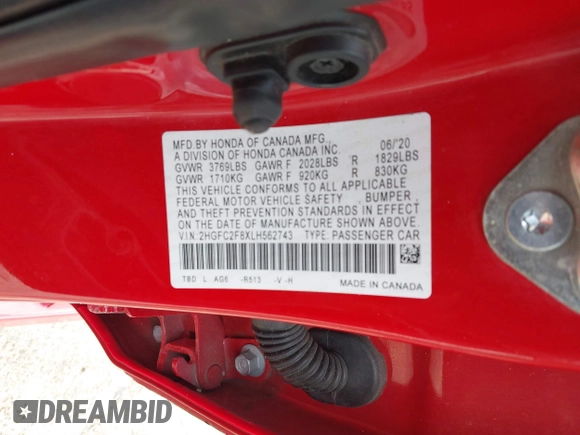 MFD.BY HONDA OF CANADA MFG.,
A DIVISION OF HONDA CANADA INC. 06/'20
GVWR 3769LBS GAWR F 2028LBS 'R 1829LBS
GVWR 1710KG GAWR F 920KG R 830KG
THIS VEHICLE CONFORMS TO ALL APPLICABLE
FEDERAL MOTOR VEHICLE SAFETY , BUMPER ,
AND THEFT PREVENTION STANDARDS IN EFFECT
ON THE DATE OF MANUFACTURE SHOWN ABOVE.
V.I.N:2HGFC2F8XLH562743 TYPE:PASSENGER CAR
TBD L AG6 -R513 -V -H
MADE IN CANADA
DREAMBID